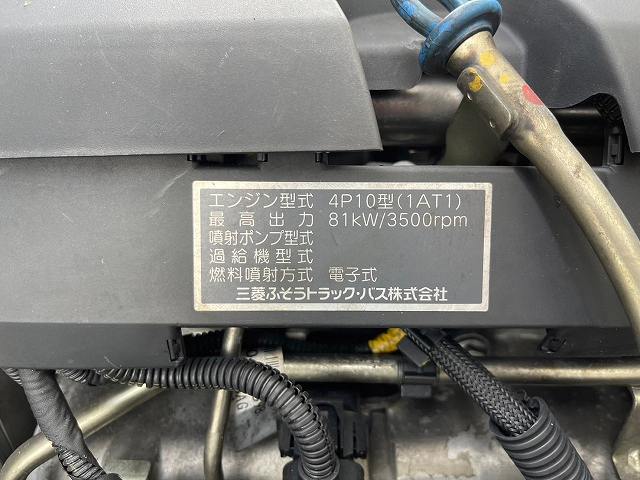 エンジン型式 4P10型(1AT1)
最高出力 81kW/3500rpm
噴射ポンプ型式
過給機型式
燃料噴射方式 電子式
三菱ふそうトラック・バス株式会社